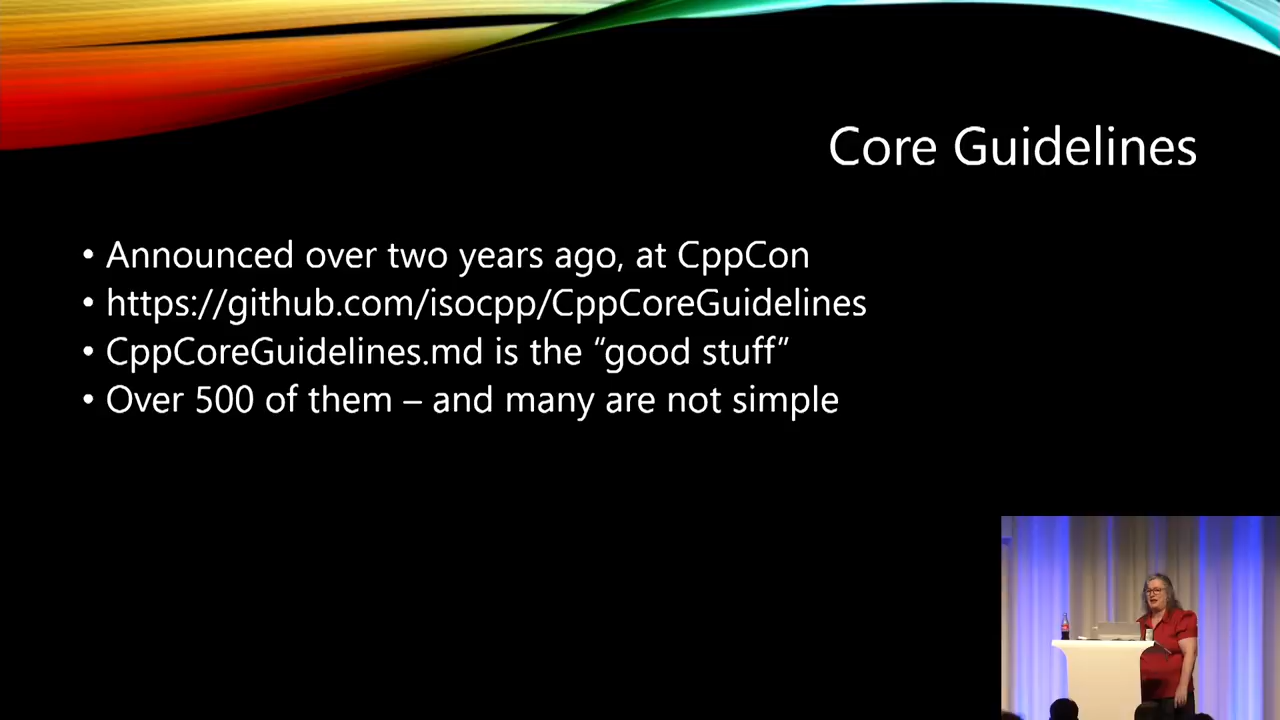 Core Guidelines
• Announced over two years ago, at CppCon
• https://github.com/isocpp/CppCoreGuidelines
• CppCoreGuidelines.md is the “good stuff”
• Over 500 of them – and many are not simple